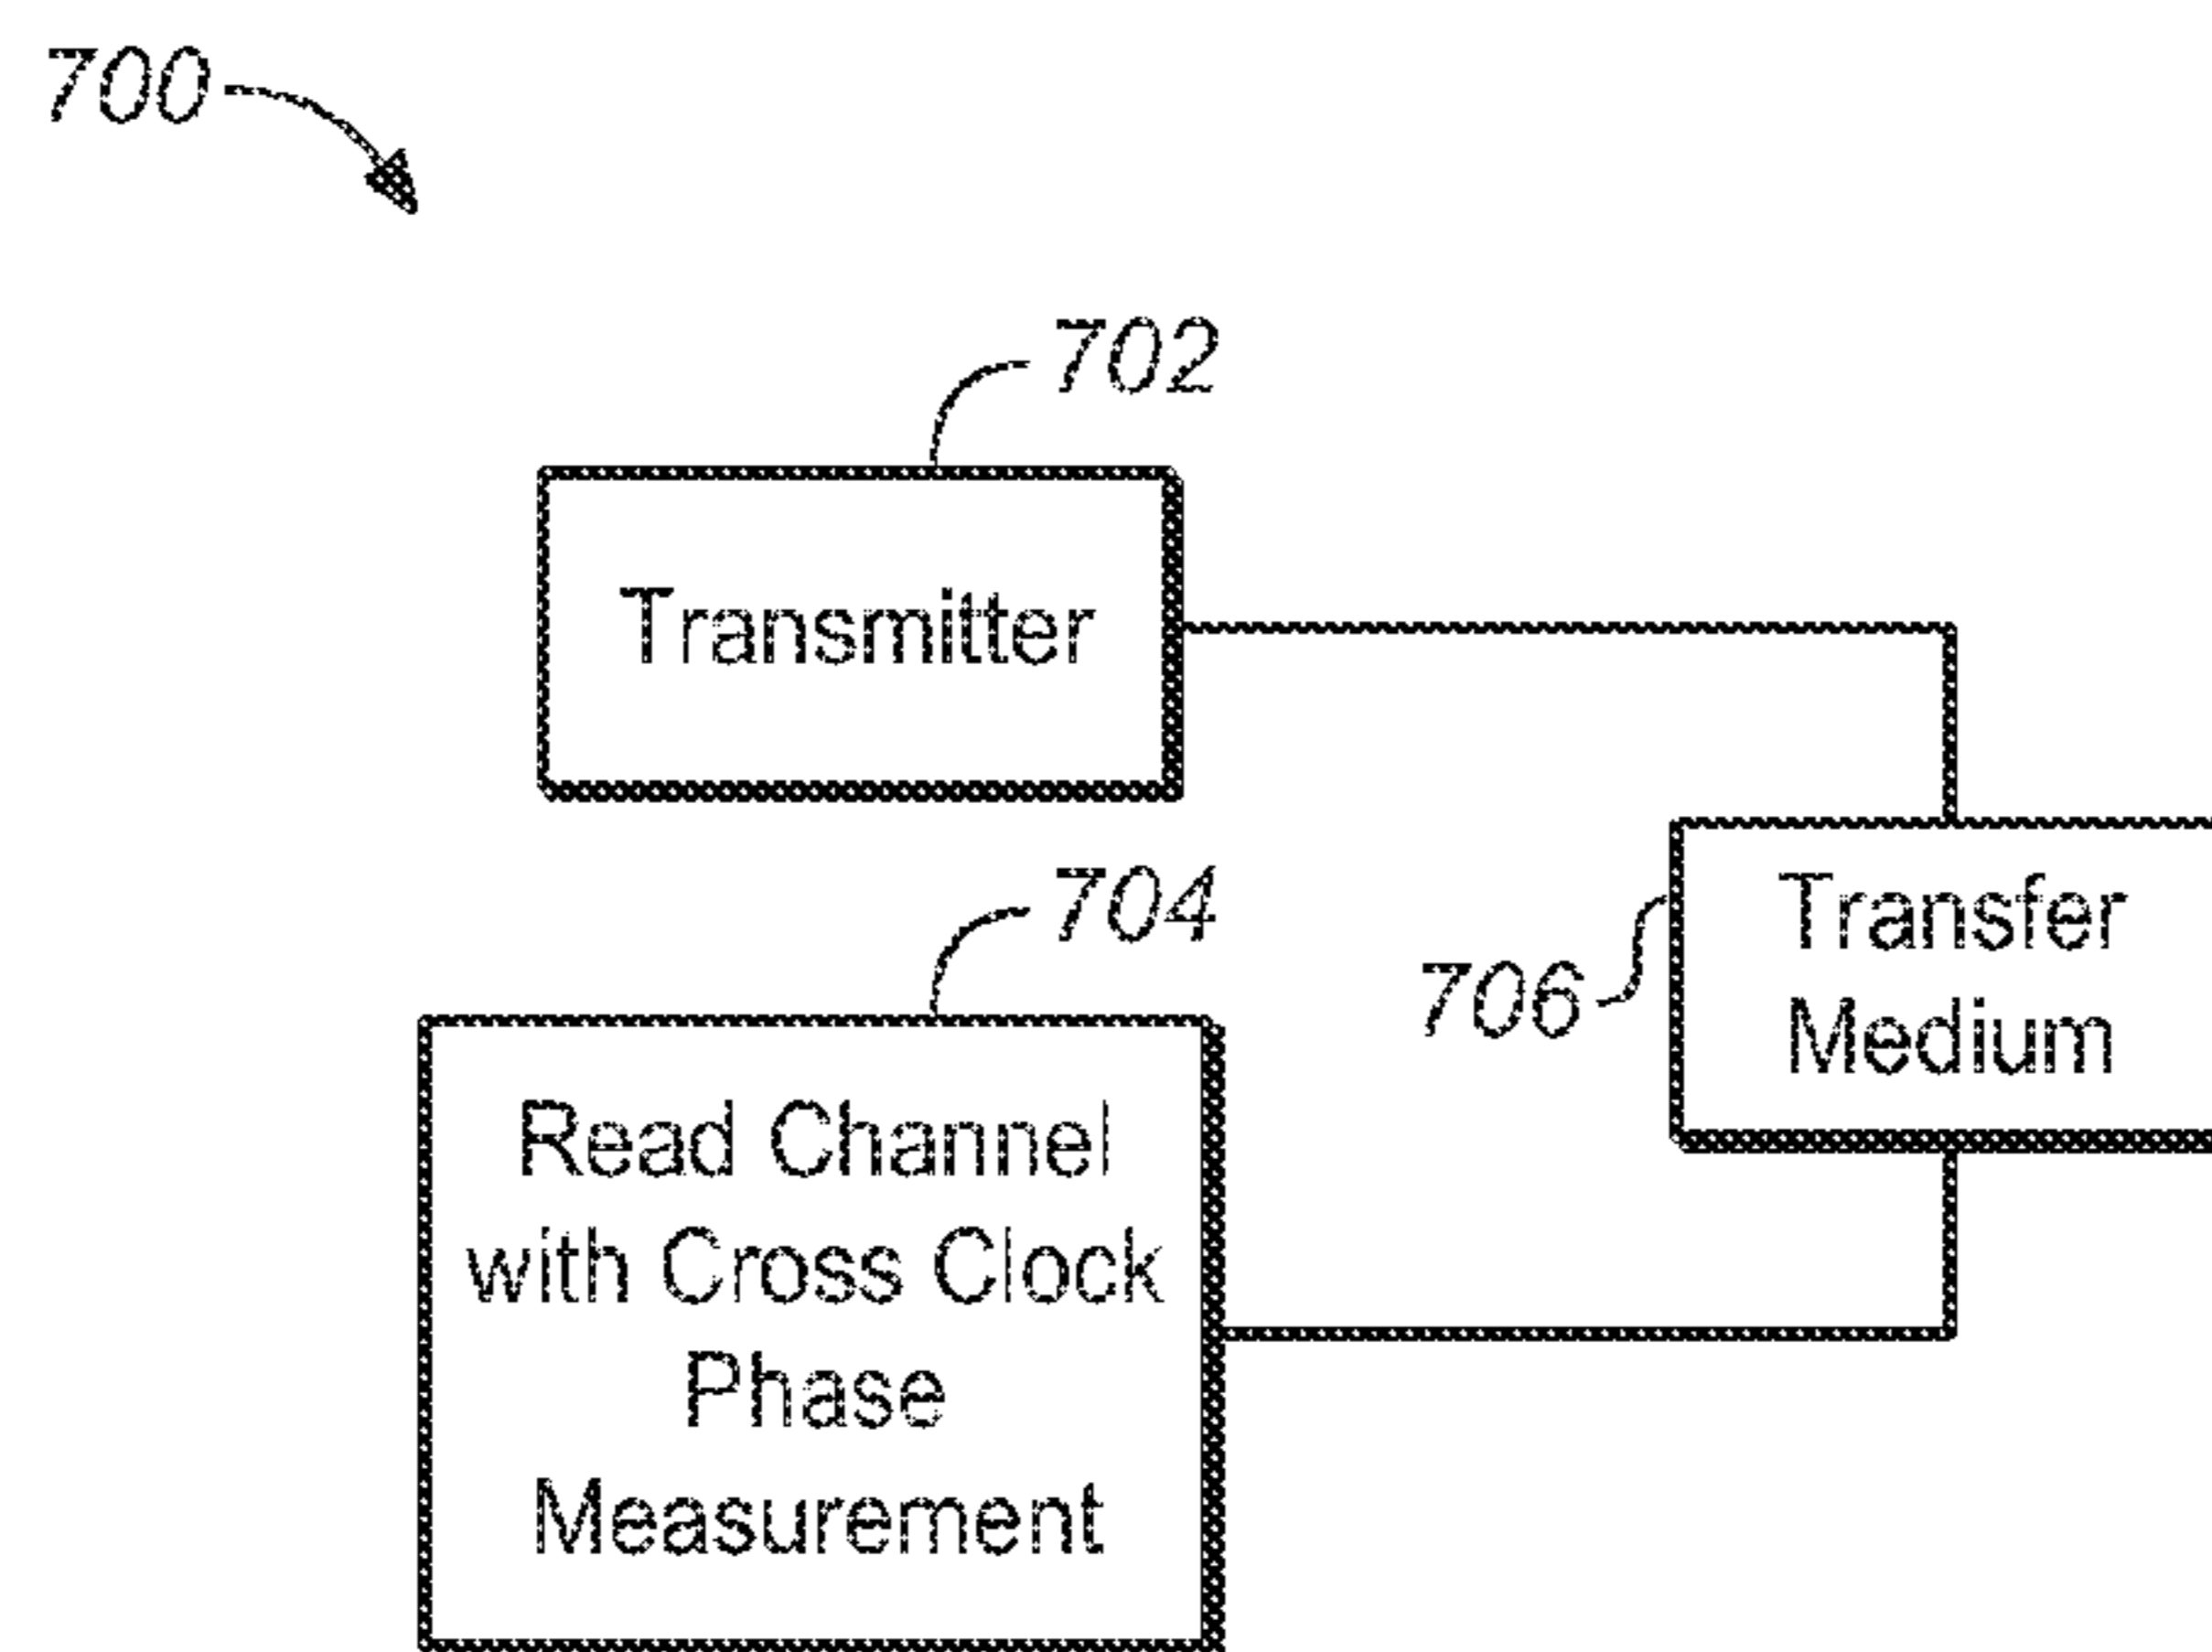 700
702
Transmitter
704
706
Transfer
Medium
Read Channel
with Cross Clock
Phase
Measurement